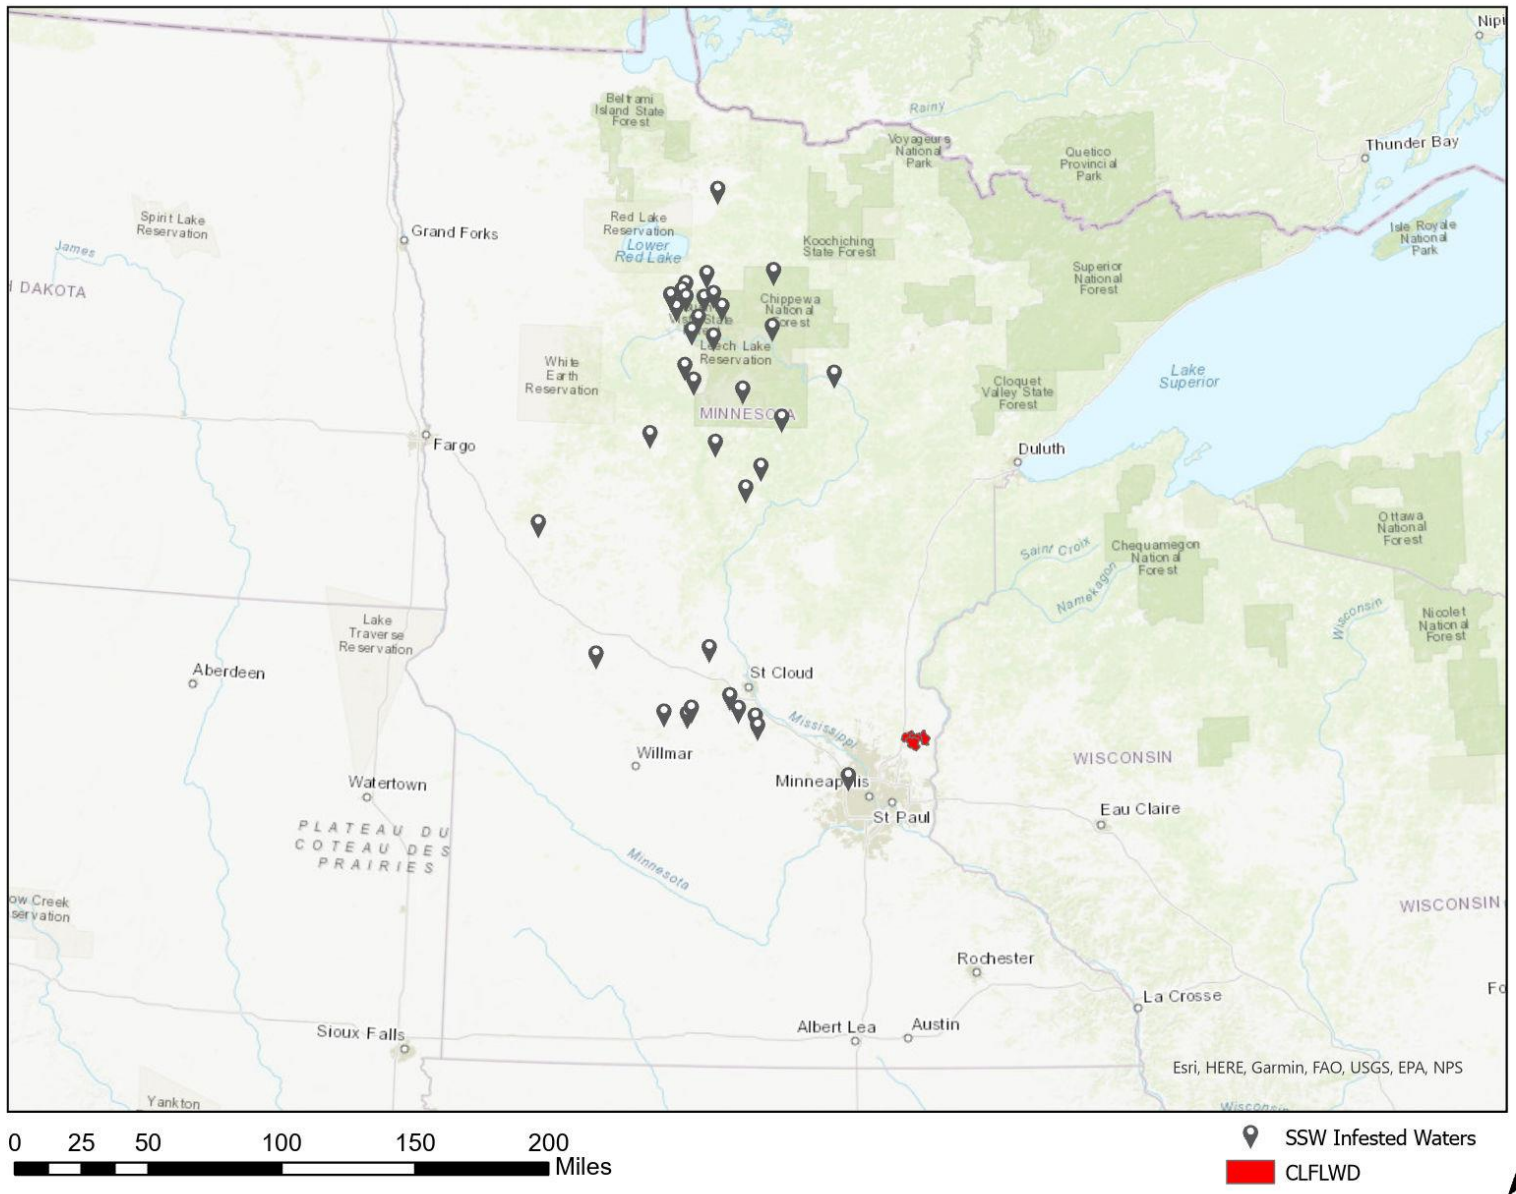 Nipi
Thunder Bay
Beltrami
Island State
Forest
Rainy
Voyageurs
National
Park
Quetico
Provincial
Park
Spirit Lake
Reservation
Grand Forks
Red Lake
Reservation
Lower
Red Lake
Koochiching
State Forest
Isle Royale
National
Park
James
H DAKOTA
Superior
National
Forest
Chippewa
National
Forest
State
Leech Lake
Reservation
White
Earth
Reservation
Lake
Superior
Cloquet
Valley State
Forest
MINNESOTA
Fargo
Duluth
Ottawa
National
Forest
Saint Croix
Namekagon
Chequamegon
National
Forest
Wisconsin
Nicolet
National
Forest
Lake
Traverse
Reservation
Aberdeen
St Cloud
Mississippi
Willmar
WISCONSIN
Watertown
Minneapolis
St Paul
Eau Claire
PLATEAU DU
COTEAU DES
PRAIRIES
Minnesota
ow Creek
servation
WISCONSIN
Rochester
La Crosse
Fo
Sioux Falls
Albert Lea
Austin
Esri, HERE, Garmin, FAO, USGS, EPA, NPS
Yankton
Wisconsin
0 25 50 100 150 200
Miles
SSW Infested Waters
CLFLWD